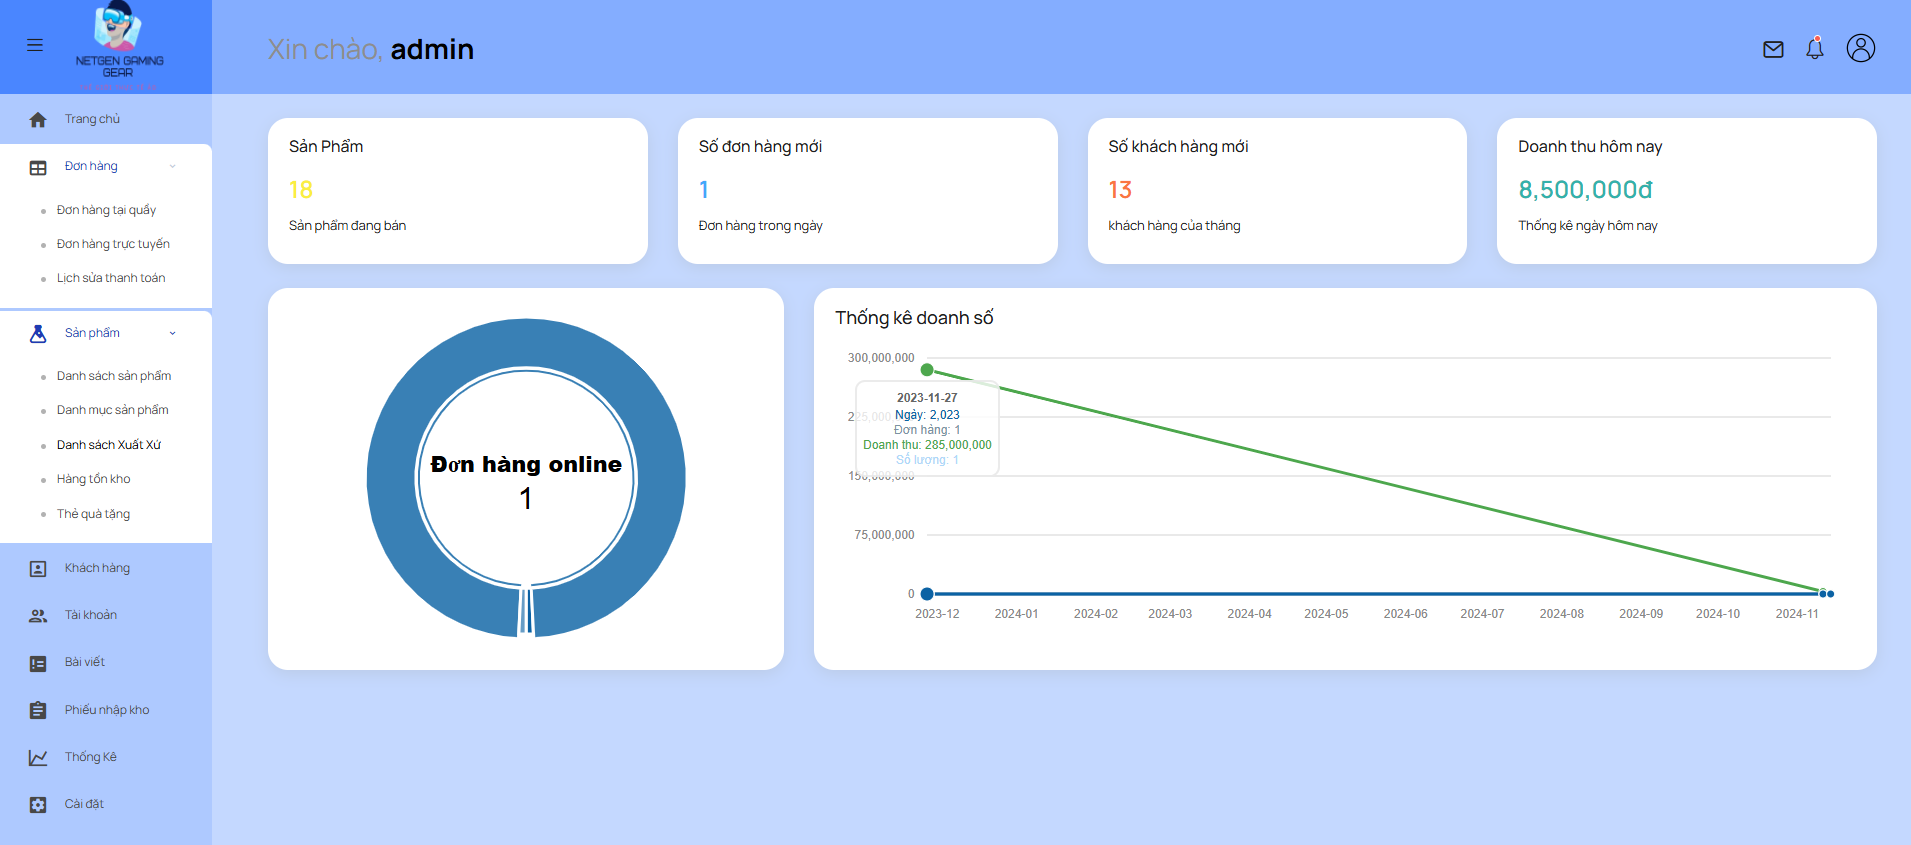 NETGEN GAMING
GEAR
Xin chào, admin
Trang chủ
Đơn hàng
Đơn hàng tại quầy
Đơn hàng trực tuyến
Lịch sửa thanh toán
Sản phẩm
Danh sách sản phẩm
Danh mục sản phẩm
Danh sách Xuất Xứ
Hàng tồn kho
Thẻ quà tặng
Khách hàng
Tài khoản
Bài viết
Phiếu nhập kho
Thống Kê
Cài đặt
Sản Phẩm
18
Sản phẩm đang bán
Số đơn hàng mới
1
Đơn hàng trong ngày
Số khách hàng mới
13
khách hàng của tháng
Doanh thu hôm nay
8,500,000đ
Thống kê ngày hôm nay
Đơn hàng online
1
Thống kê doanh số
300,000,000
225,000,000
150,000,000
75,000,000
0
2023-11-27
Ngày: 2,023
Đơn hàng: 1
Doanh thu: 285,000,000
Số lượng: 1
2023-12 2024-01 2024-02 2024-03 2024-04 2024-05 2024-06 2024-07 2024-08 2024-09 2024-10 2024-11